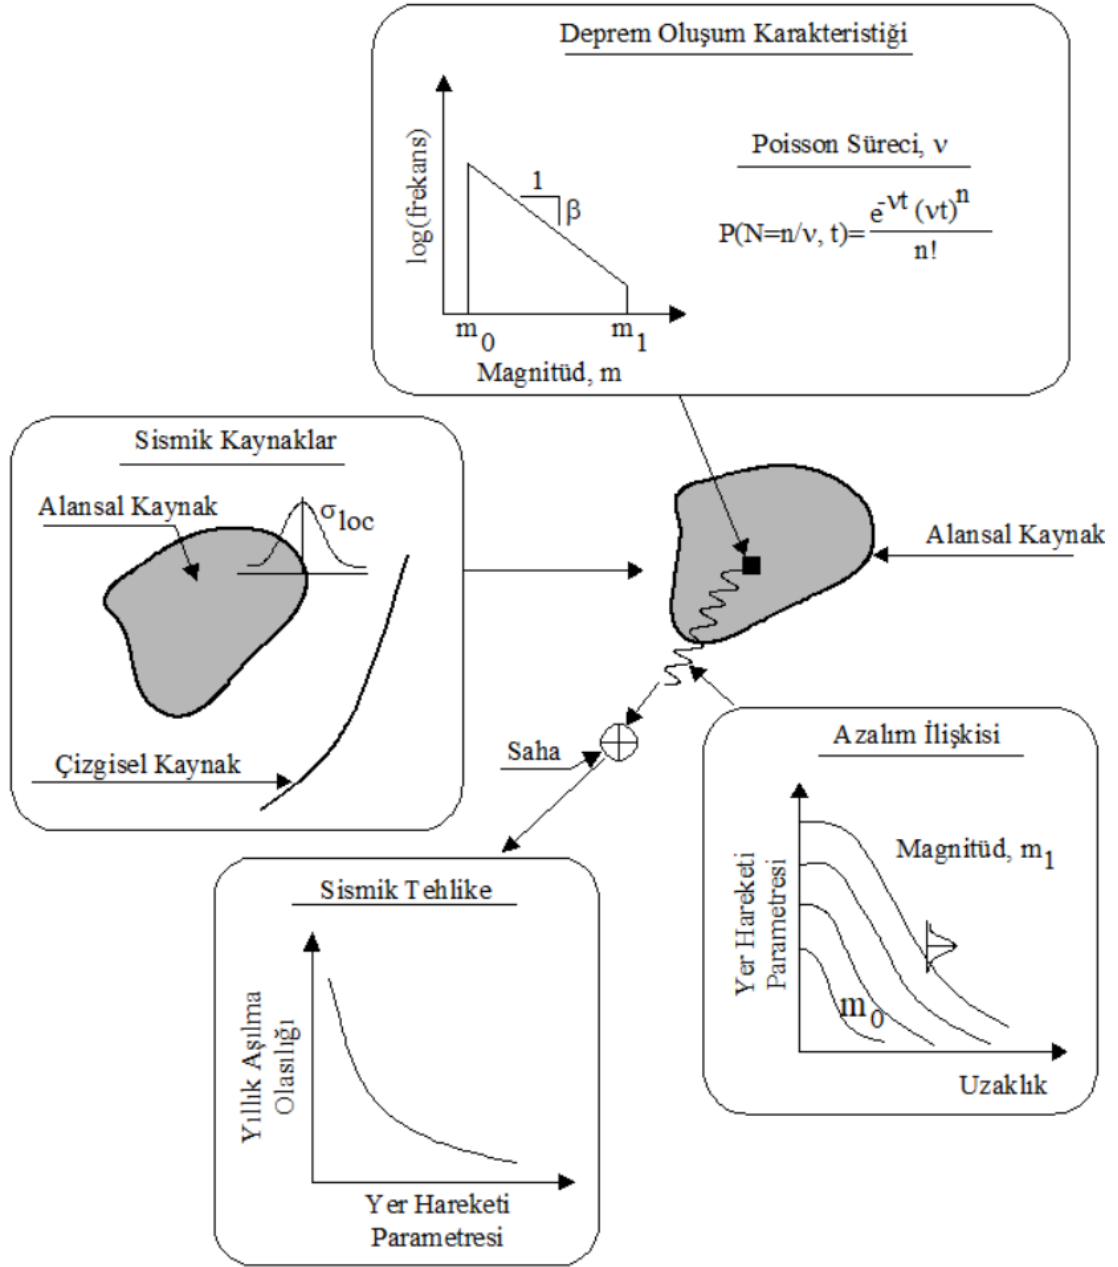 Deprem Oluşum Karakteristiği
log(frekans)
1
β
m0
m1
Magnitüd, m
Poisson Süreci, ν
P(N=n/ν, t)= e^-νt (νt)^n / n!
Sismik Kaynaklar
Alansal Kaynak
σloc
Çizgisel Kaynak
Alansal Kaynak
Saha
Azalım İlişkisi
Yer Hareketi
Parametresi
Magnitüd, m1
m0
Uzaklık
Sismik Tehlike
Yıllık Aşılma
Olasılığı
Yer Hareketi
Parametresi